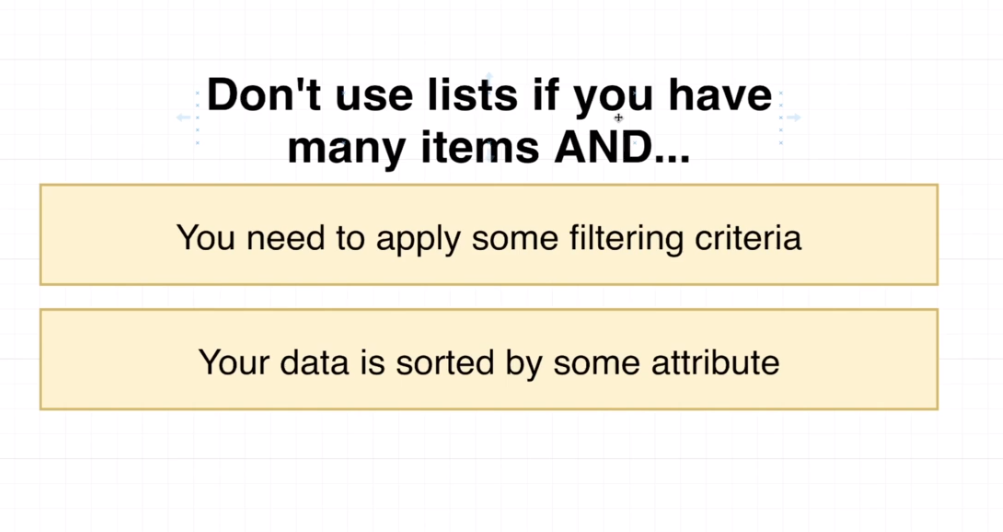 Don't use lists if you have
many items AND...
You need to apply some filtering criteria
Your data is sorted by some attribute